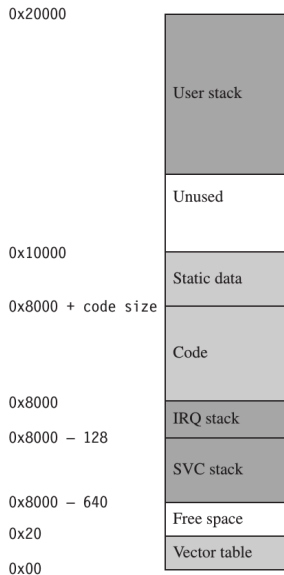 0x20000
User stack
Unused
0x10000
Static data
0x8000 + code size
Code
0x8000
IRQ stack
0x8000 – 128
SVC stack
0x8000 – 640
Free space
0x20
Vector table
0x00